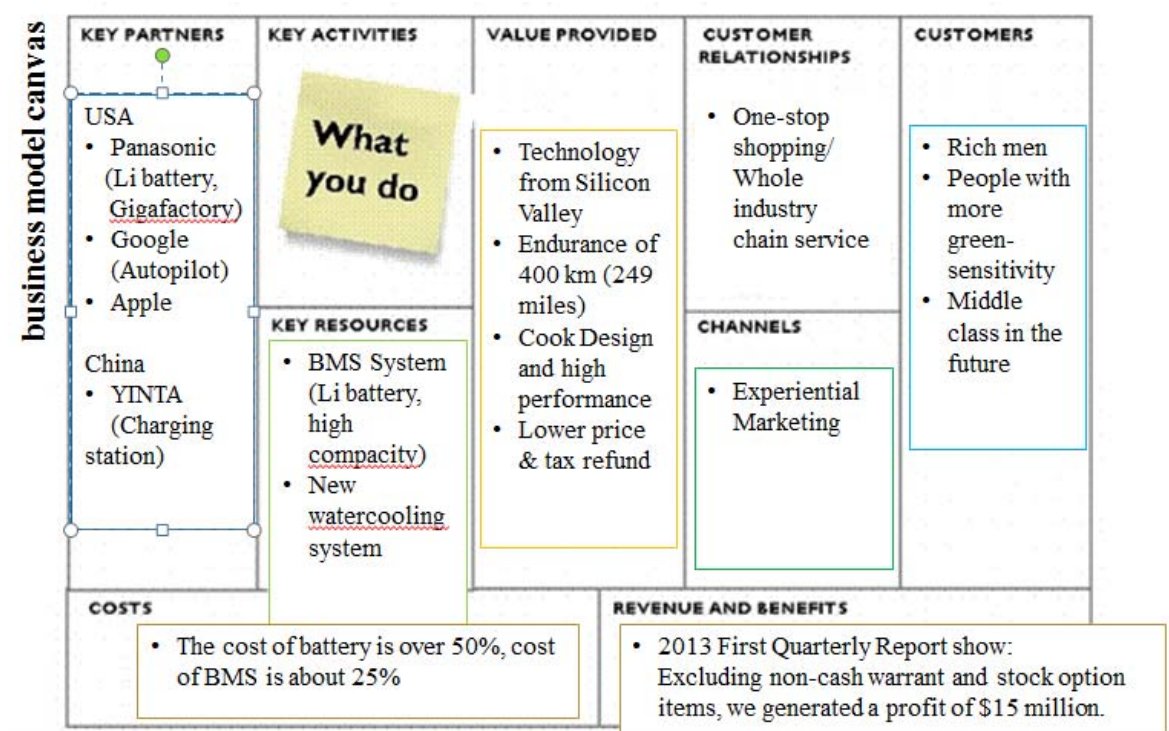 business model canvas
KEY PARTNERS
USA
• Panasonic
(Li battery,
Gigafactory)
• Google
(Autopilot)
• Apple
China
• YINTA
(Charging
station)
KEY ACTIVITIES
What
you do
KEY RESOURCES
• BMS System
(Li battery,
high
compacity)
• New
watercooling
system
VALUE PROVIDED
• Technology
from Silicon
Valley
• Endurance of
400 km (249
miles)
• Cook Design
and high
performance
• Lower price
& tax refund
CUSTOMER
RELATIONSHIPS
• One-stop
shopping/
Whole
industry
chain service
CHANNELS
• Experiential
Marketing
CUSTOMERS
• Rich men
• People with
more
green-
sensitivity
• Middle
class in the
future
COSTS
• The cost of battery is over 50%, cost
of BMS is about 25%
REVENUE AND BENEFITS
• 2013 First Quarterly Report show:
Excluding non-cash warrant and stock option
items, we generated a profit of $15 million.